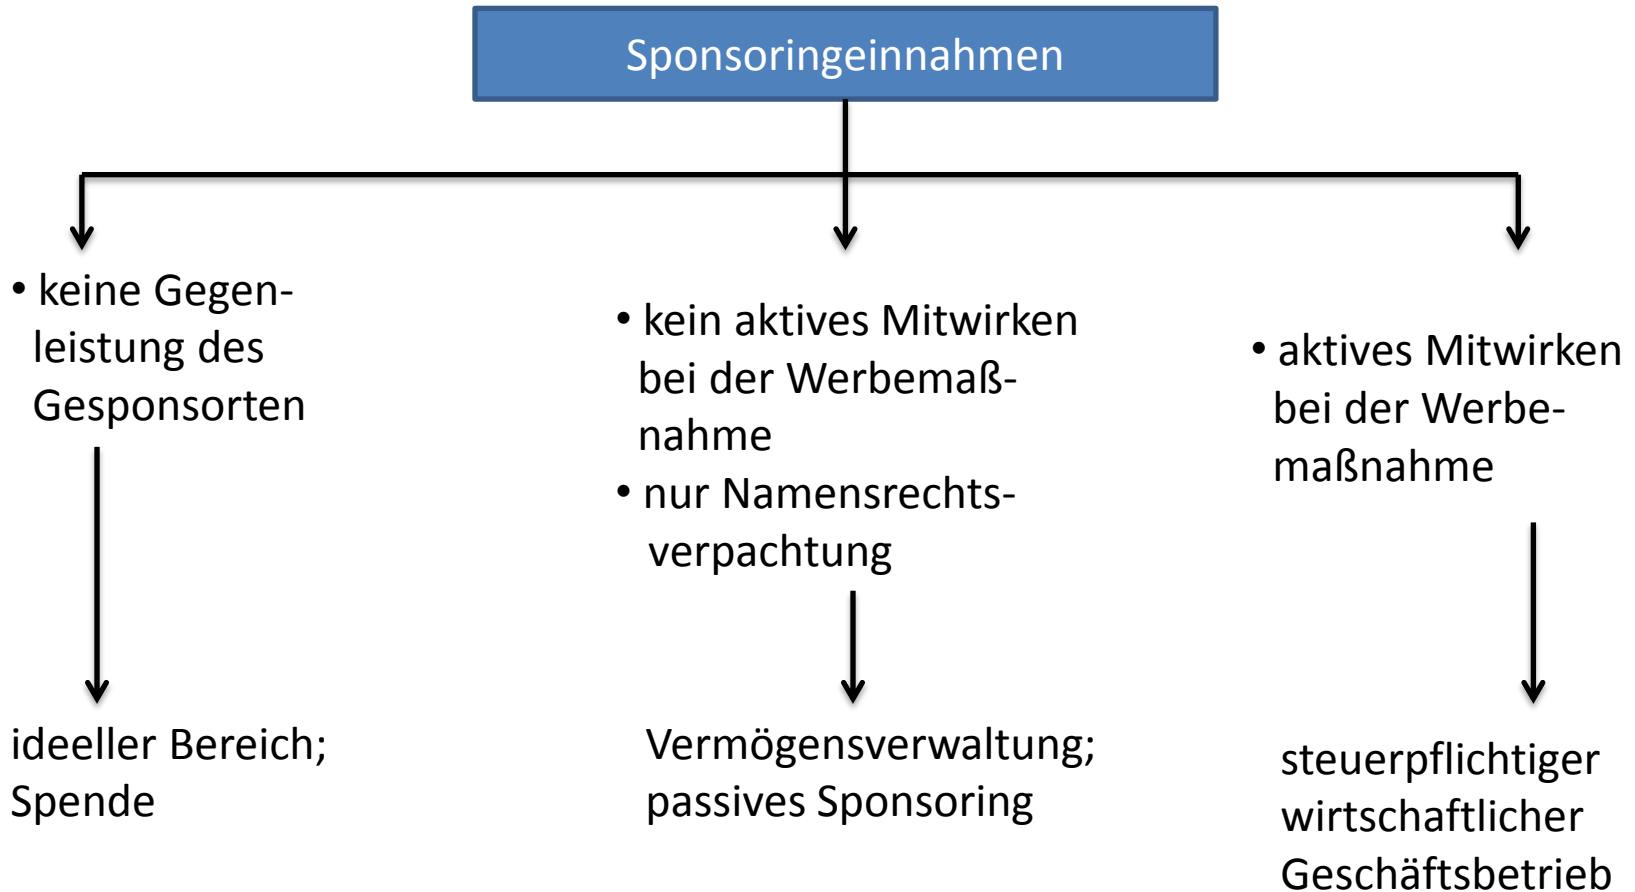 Sponsoringeinnahmen
• keine Gegen-
leistung des
Gesponsorten
• kein aktives Mitwirken
bei der Werbemaß-
nahme
• nur Namensrechts-
verpachtung
• aktives Mitwirken
bei der Werbe-
maßnahme
ideeller Bereich;
Spende
Vermögensverwaltung;
passives Sponsoring
steuerpflichtiger
wirtschaftlicher
Geschäftsbetrieb